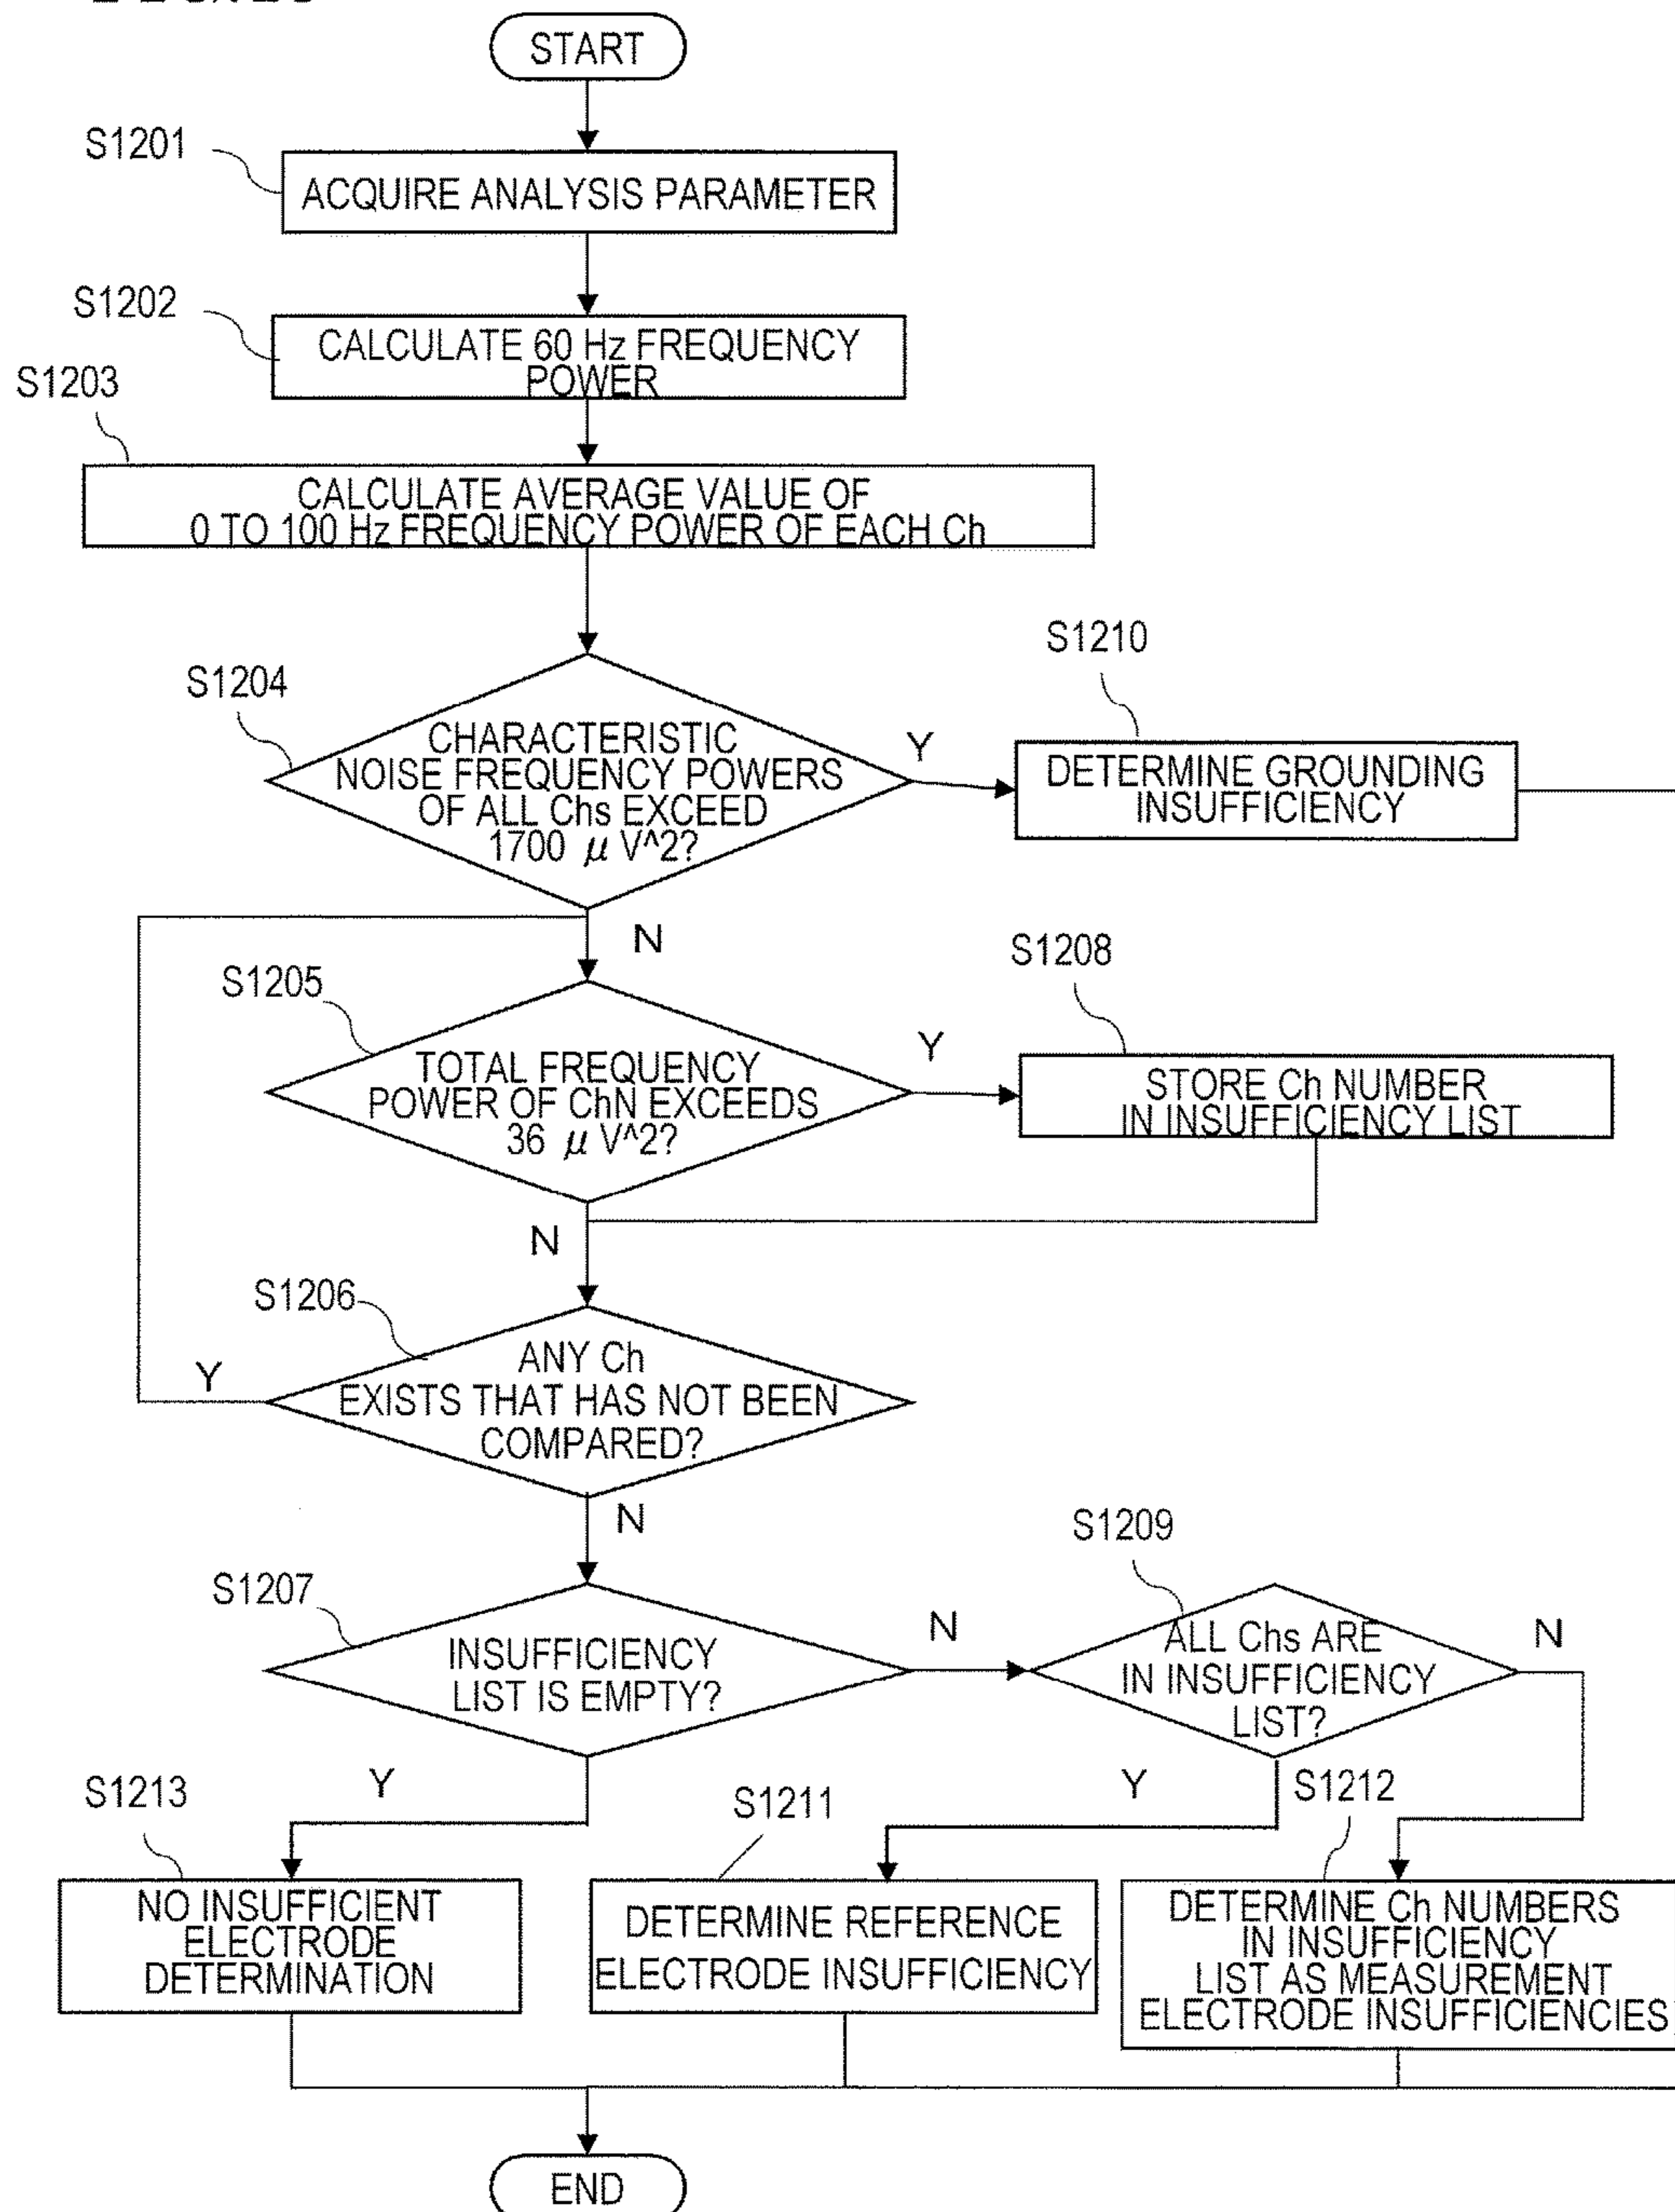 START
S1201
ACQUIRE ANALYSIS PARAMETER
S1202
CALCULATE 60 Hz FREQUENCY
POWER
S1203
CALCULATE AVERAGE VALUE OF
0 TO 100 Hz FREQUENCY POWER OF EACH Ch
S1204
CHARACTERISTIC
NOISE FREQUENCY POWERS
OF ALL Chs EXCEED
1700 μ V^2?
Y
S1210
DETERMINE GROUNDING
INSUFFICIENCY
N
S1205
TOTAL FREQUENCY
POWER OF ChN EXCEEDS
36 μ V^2?
Y
S1208
STORE Ch NUMBER
IN INSUFFICIENCY LIST
N
S1206
ANY Ch
EXISTS THAT HAS NOT BEEN
COMPARED?
Y
N
S1207
INSUFFICIENCY
LIST IS EMPTY?
N
S1209
ALL Chs ARE
IN INSUFFICIENCY
LIST?
N
Y
Y
S1213
NO INSUFFICIENT
ELECTRODE
DETERMINATION
S1211
DETERMINE REFERENCE
ELECTRODE INSUFFICIENCY
S1212
DETERMINE Ch NUMBERS
IN INSUFFICIENCY
LIST AS MEASUREMENT
ELECTRODE INSUFFICIENCIES
END